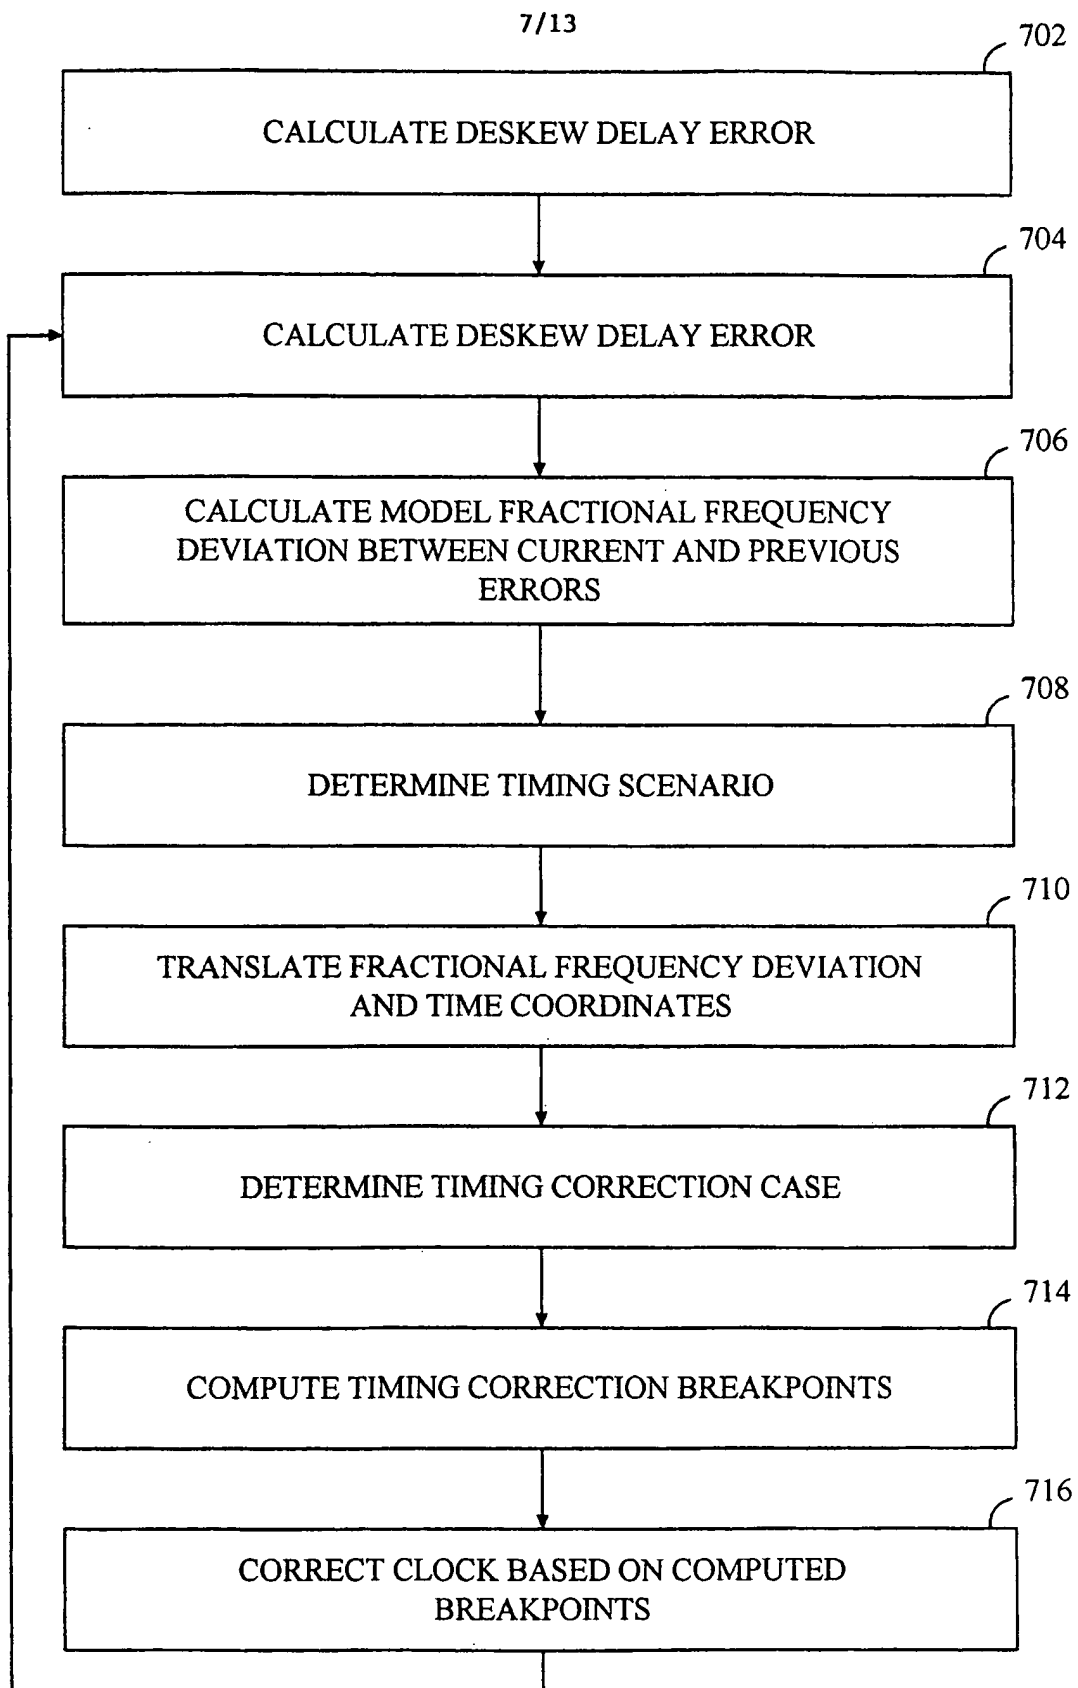 7/13
702
CALCULATE DESKEW DELAY ERROR
704
CALCULATE DESKEW DELAY ERROR
706
CALCULATE MODEL FRACTIONAL FREQUENCY
DEVIATION BETWEEN CURRENT AND PREVIOUS
ERRORS
708
DETERMINE TIMING SCENARIO
710
TRANSLATE FRACTIONAL FREQUENCY DEVIATION
AND TIME COORDINATES
712
DETERMINE TIMING CORRECTION CASE
714
COMPUTE TIMING CORRECTION BREAKPOINTS
716
CORRECT CLOCK BASED ON COMPUTED
BREAKPOINTS